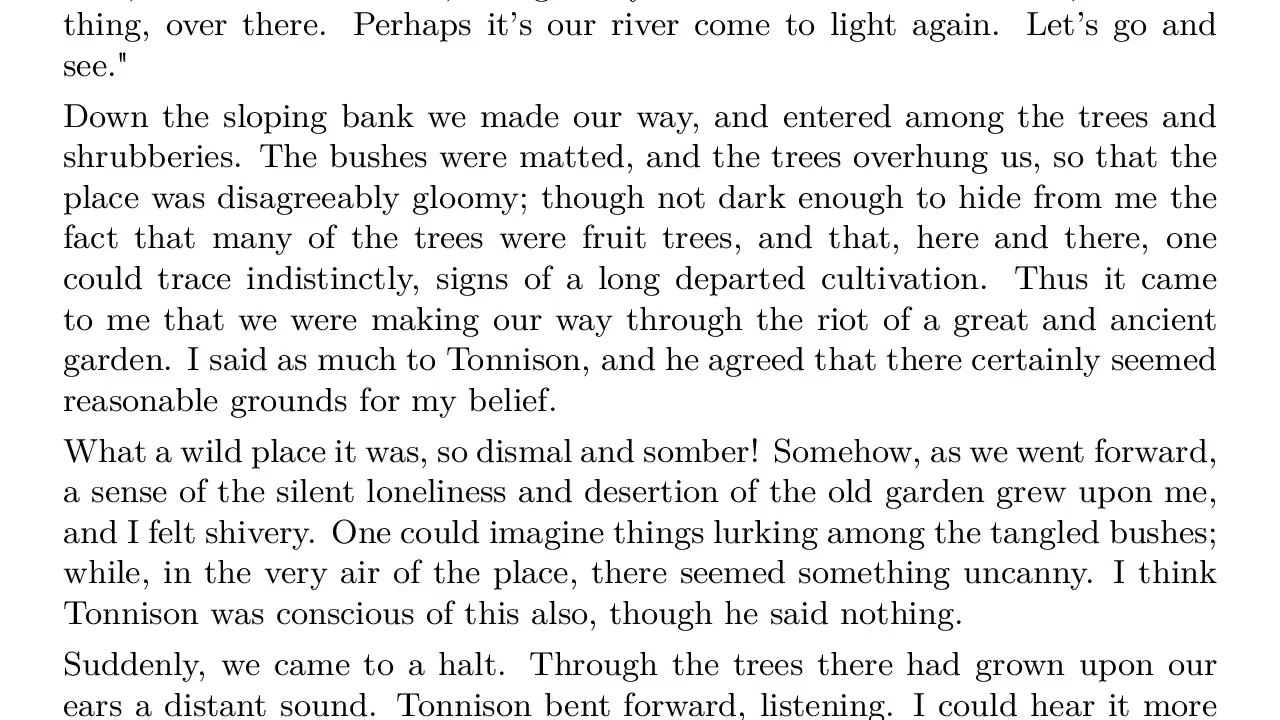 thing, over there. Perhaps it's our river come to light again. Let's go and
see."
Down the sloping bank we made our way, and entered among the trees and
shrubberies. The bushes were matted, and the trees overhung us, so that the
place was disagreeably gloomy; though not dark enough to hide from me the
fact that many of the trees were fruit trees, and that, here and there, one
could trace indistinctly, signs of a long departed cultivation. Thus it came
to me that we were making our way through the riot of a great and ancient
garden. I said as much to Tonnison, and he agreed that there certainly seemed
reasonable grounds for my belief.
What a wild place it was, so dismal and somber! Somehow, as we went forward,
a sense of the silent loneliness and desertion of the old garden grew upon me,
and I felt shivery. One could imagine things lurking among the tangled bushes;
while, in the very air of the place, there seemed something uncanny. I think
Tonnison was conscious of this also, though he said nothing.
Suddenly, we came to a halt. Through the trees there had grown upon our
ears a distant sound. Tonnison bent forward, listening. I could hear it more